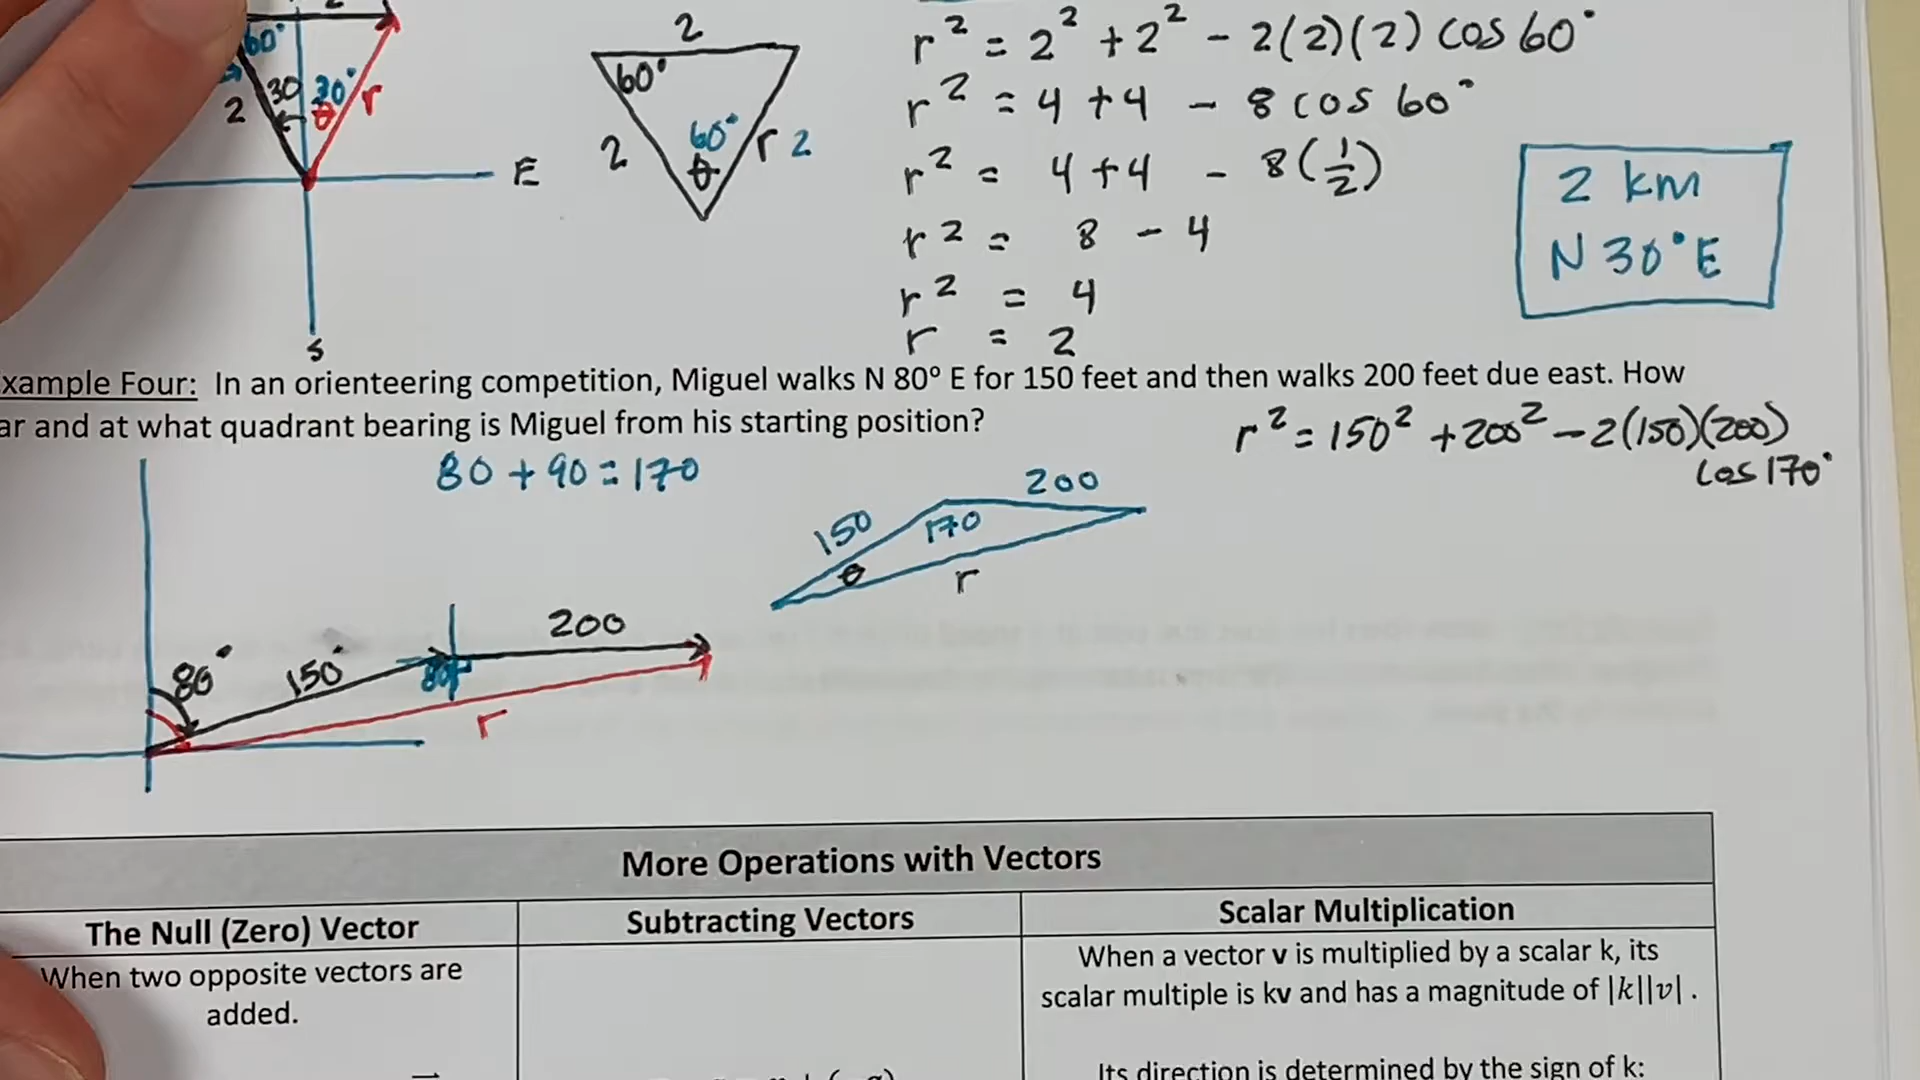 60°
30 30°
2 θ r
E
S
2
60°
2 60° r 2
θ
r² = 2² + 2² - 2(2)(2) cos 60°
r² = 4 + 4 - 8 cos 60°
r² = 4 + 4 - 8(1/2)
r² = 8 - 4
r² = 4
r = 2
2 km
N 30° E
xample Four: In an orienteering competition, Miguel walks N 80º E for 150 feet and then walks 200 feet due east. How
ar and at what quadrant bearing is Miguel from his starting position?
80 + 90 = 170
r² = 150² + 200² - 2(150)(200)
cos 170°
200
150 170
θ r
200
80° 150 80
r
More Operations with Vectors
The Null (Zero) Vector Subtracting Vectors Scalar Multiplication
When two opposite vectors are
added.
When a vector v is multiplied by a scalar k, its
scalar multiple is kv and has a magnitude of |k||v| .
Its direction is determined by the sign of k: